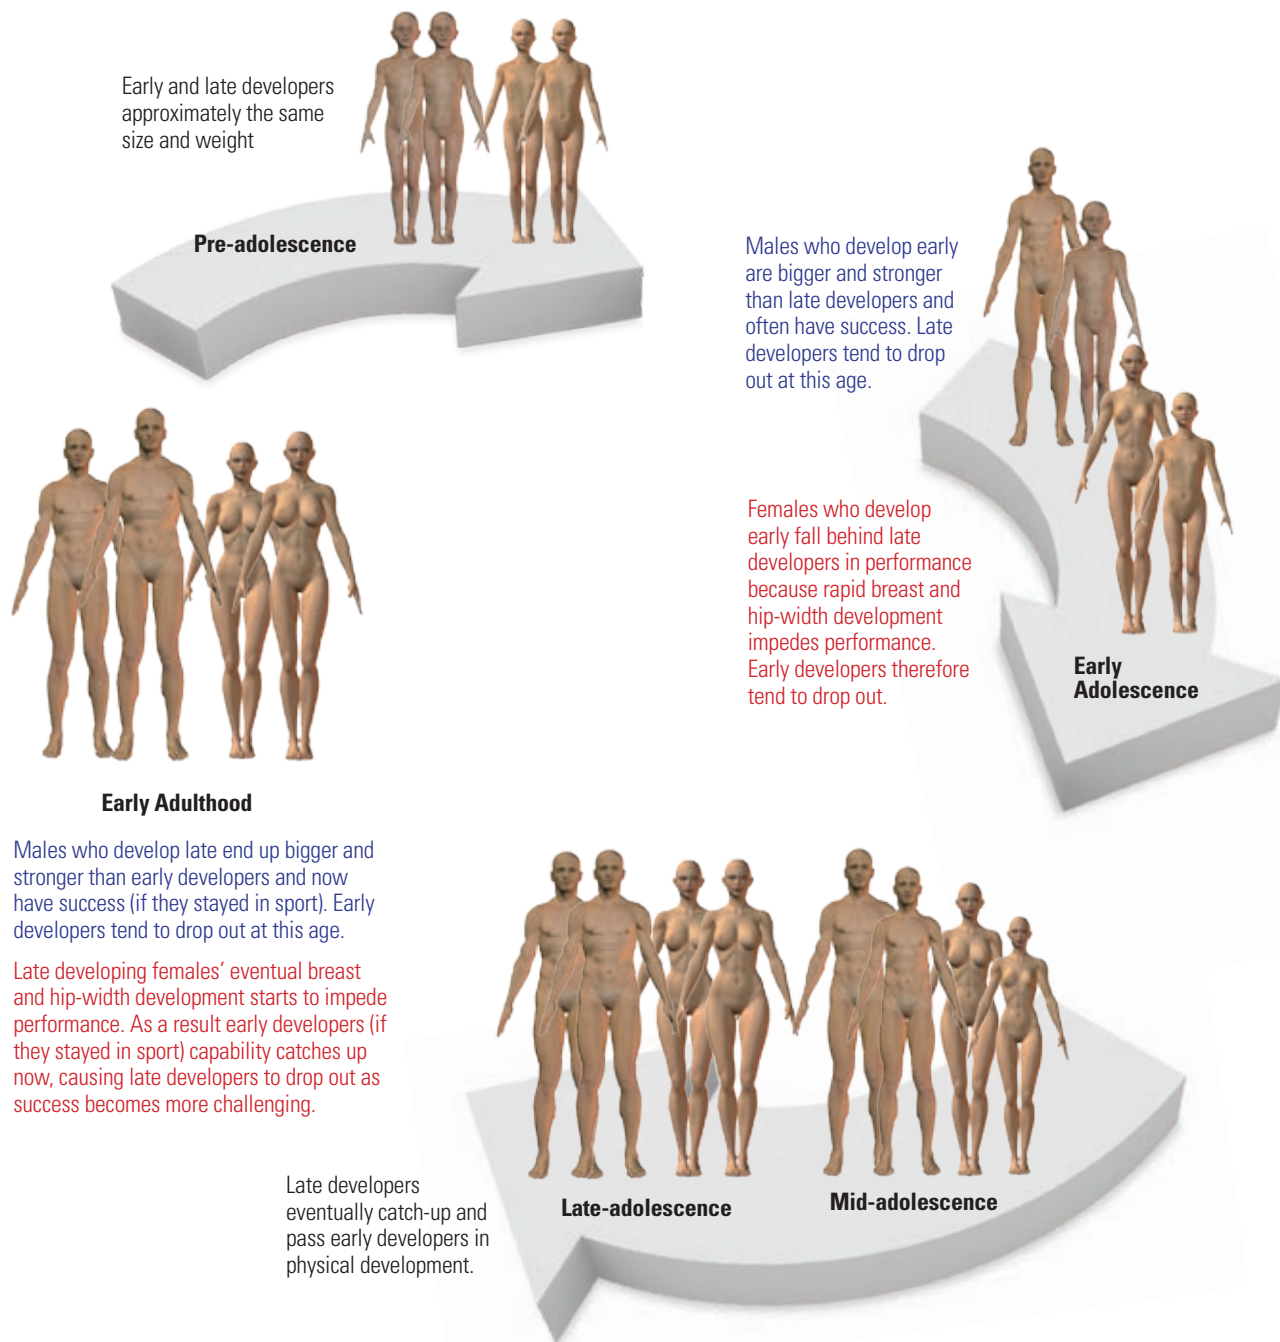 Early and late developers
approximately the same
size and weight
Pre-adolescence
Males who develop early
are bigger and stronger
than late developers and
often have success. Late
developers tend to drop
out at this age.
Females who develop
early fall behind late
developers in performance
because rapid breast and
hip-width development
impedes performance.
Early developers therefore
tend to drop out.
Early
Adolescence
Early Adulthood
Males who develop late end up bigger and
stronger than early developers and now
have success (if they stayed in sport). Early
developers tend to drop out at this age.
Late developing females’ eventual breast
and hip-width development starts to impede
performance. As a result early developers (if
they stayed in sport) capability catches up
now, causing late developers to drop out as
success becomes more challenging.
Late developers
eventually catch-up and
pass early developers in
physical development.
Late-adolescence
Mid-adolescence